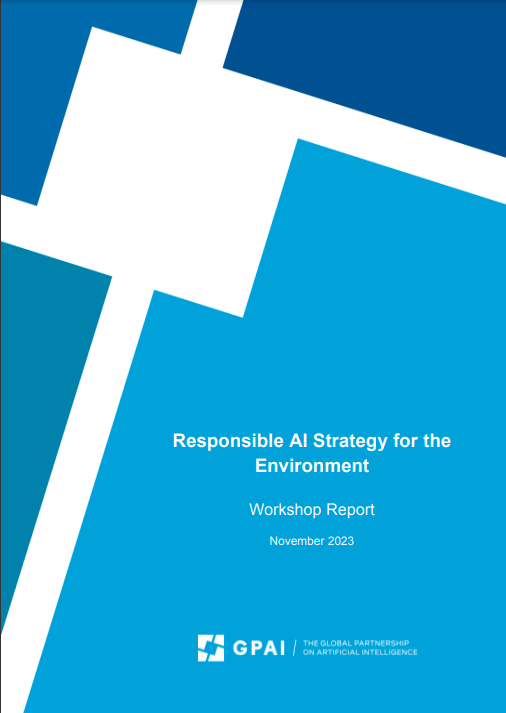 Responsible AI Strategy for the
Environment
Workshop Report
November 2023
GPAI / THE GLOBAL PARTNERSHIP
ON ARTIFICIAL INTELLIGENCE